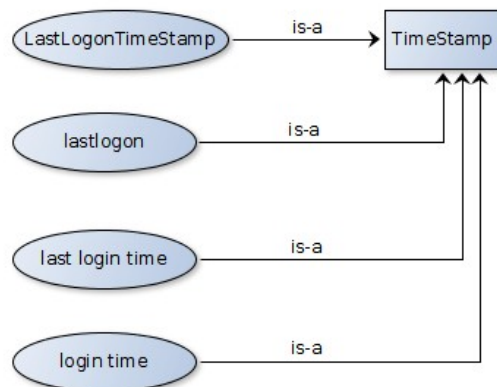 LastLogonTimeStamp
is-a
TimeStamp
lastlogon
is-a
last login time
is-a
login time
is-a